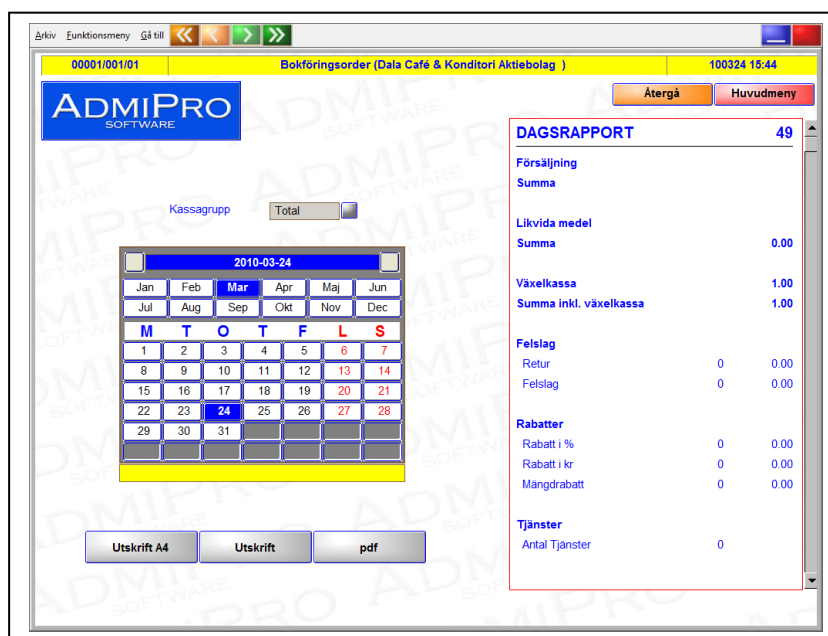 Arkiv Funktionsmeny Gå till
00001/001/01 Bokföringsorder (Dala Café & Konditori Aktiebolag ) 100324 15:44
Återgå Huvudmeny
ADMIPRO
SOFTWARE
Kassagrupp Total
2010-03-24
Jan Feb Mar Apr Maj Jun
Jul Aug Sep Okt Nov Dec
M T O T F L S
1 2 3 4 5 6 7
8 9 10 11 12 13 14
15 16 17 18 19 20 21
22 23 24 25 26 27 28
29 30 31
Utskrift A4 Utskrift pdf
DAGSRAPPORT 49
Försäljning
Summa
Likvida medel
Summa 0.00
Växelkassa 1.00
Summa inkl. växelkassa 1.00
Felslag
Retur 0 0.00
Felslag 0 0.00
Rabatter
Rabatt i % 0 0.00
Rabatt i kr 0 0.00
Mängdrabatt 0 0.00
Tjänster
Antal Tjänster 0